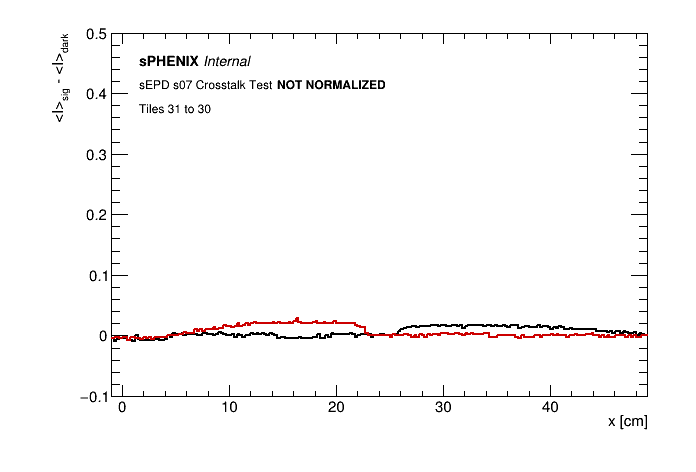 0.5
sPHENIX Internal
sEPD s07 Crosstalk Test NOT NORMALIZED
Tiles 31 to 30
<I>sig - <I>dark
0.4
0.3
0.2
0.1
0
−0.1
0 10 20 30 40
x [cm]